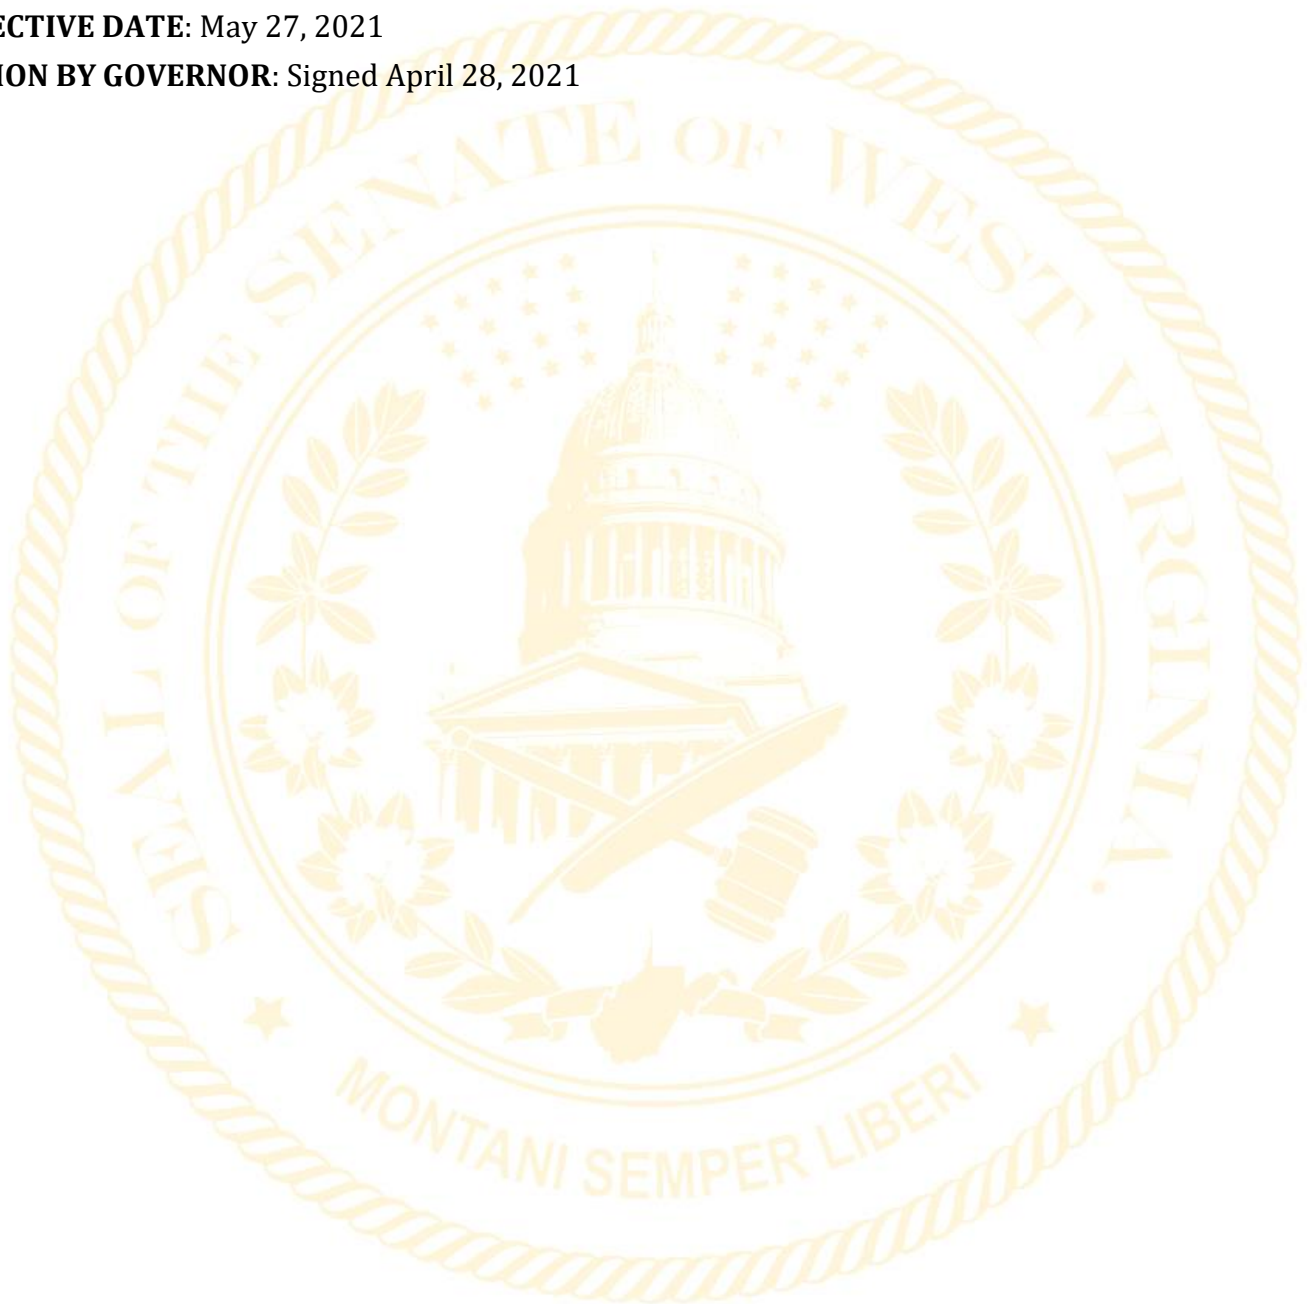 ECTIVE DATE: May 27, 2021
ION BY GOVERNOR: Signed April 28, 2021
SEAL OF THE SENATE OF WEST VIRGINIA
MONTANI SEMPER LIBERI